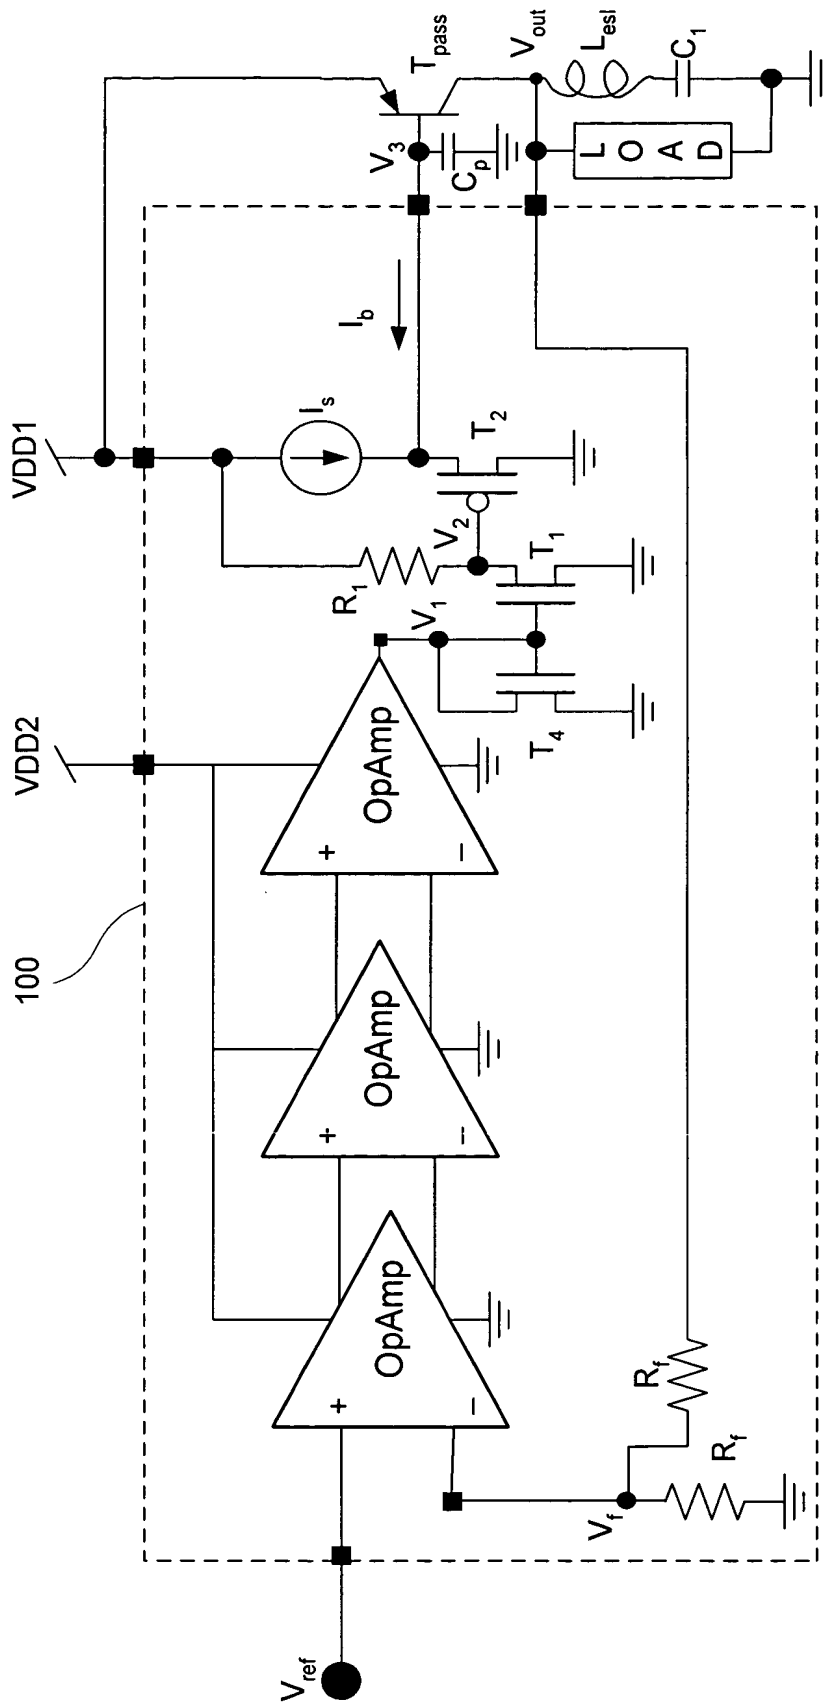 100
VDD2
VDD1
Vref
+
−
OpAmp
+
−
OpAmp
+
−
OpAmp
V1
T4
T1
R1
V2
T2
Is
Ib
V3
Cp
Tpass
Vout
Lesl
C1
LOAD
Vf
Rf
Rf